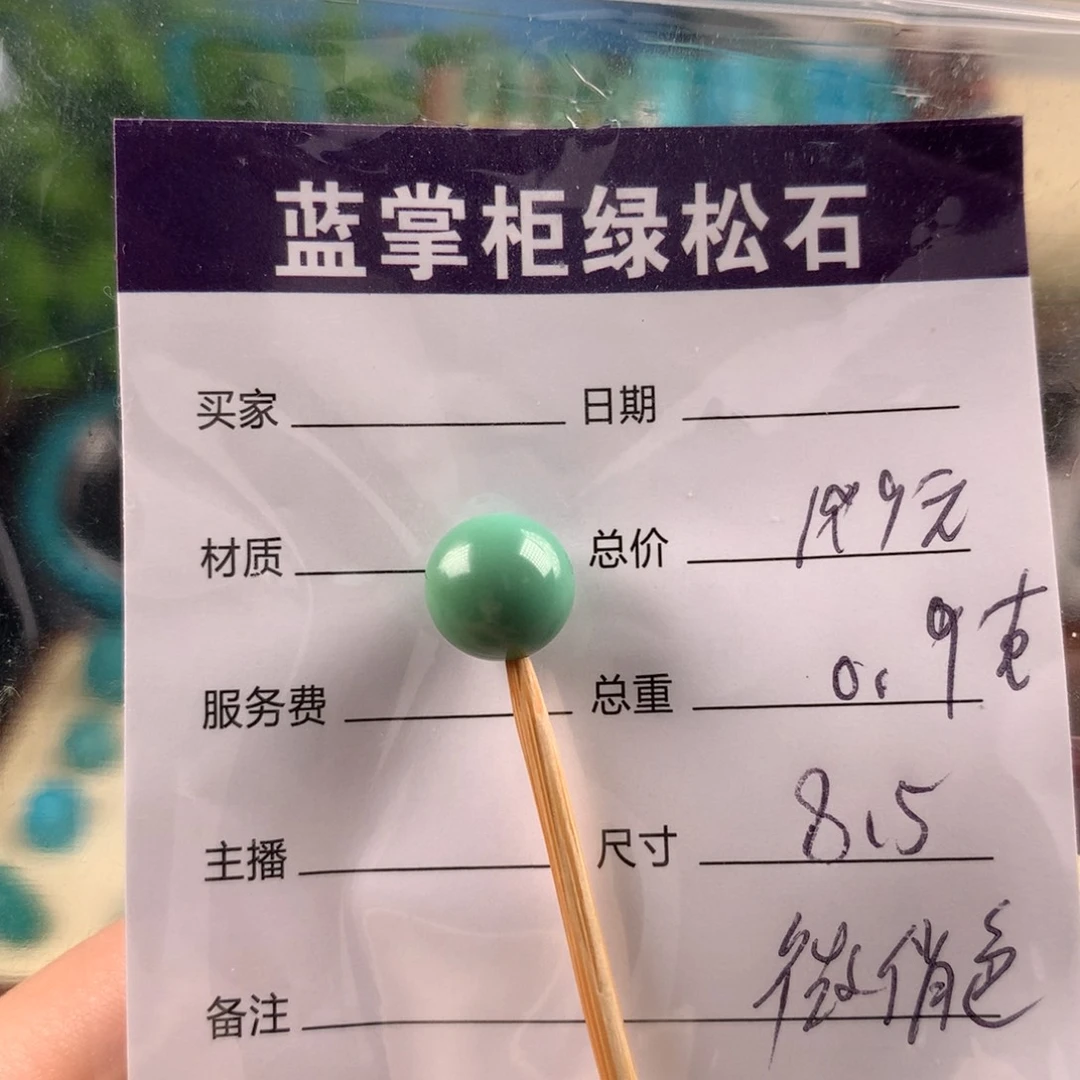 蓝掌柜绿松石
买家 日期
材质 总价 199元
服务费 总重 0.9克
主播 尺寸 8.5
备注 微俏色